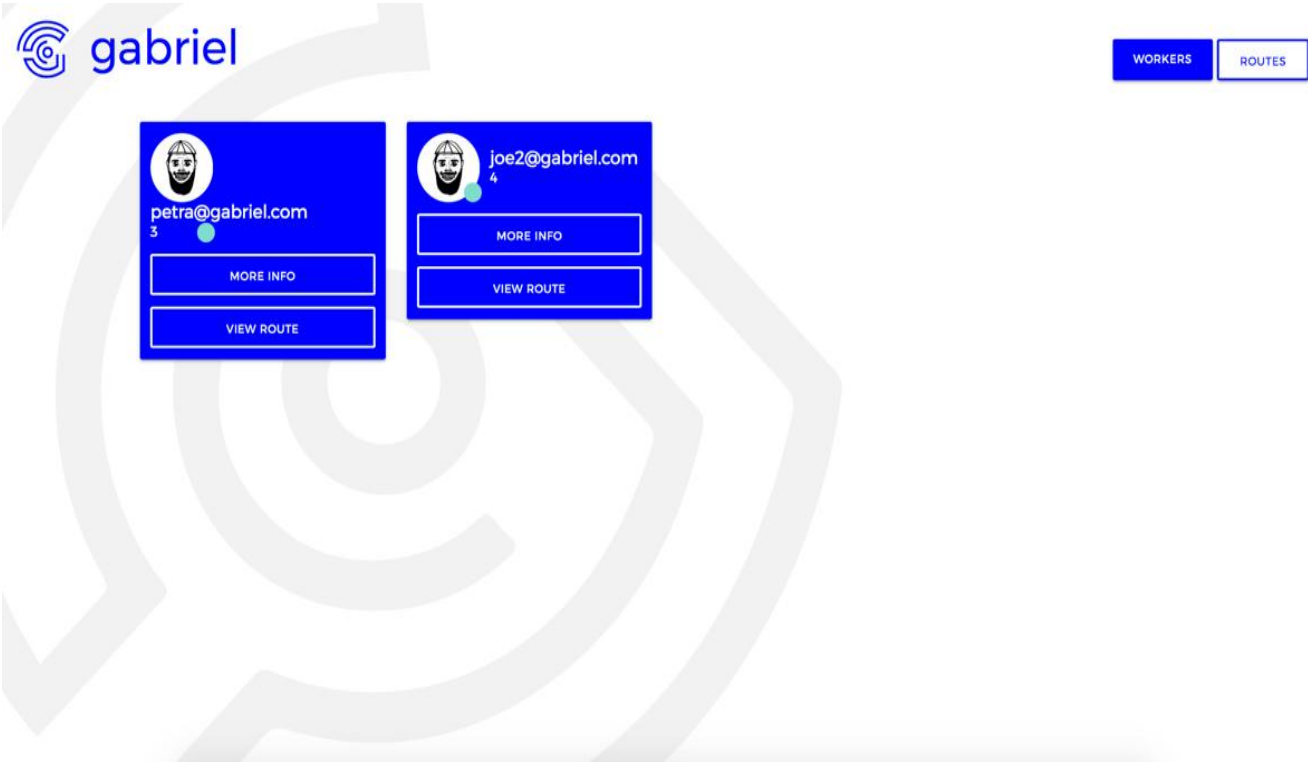 gabriel
WORKERS
ROUTES
petra@gabriel.com
3
MORE INFO
VIEW ROUTE
joe2@gabriel.com
4
MORE INFO
VIEW ROUTE